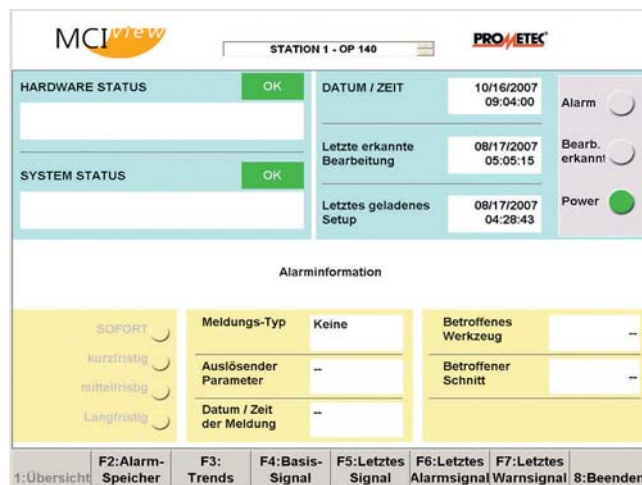 MCIview
STATION 1 - OP 140
PROMETEC
HARDWARE STATUS
OK
SYSTEM STATUS
OK
DATUM / ZEIT
10/16/2007
09:04:00
Letzte erkannte
Bearbeitung
08/17/2007
05:05:15
Letztes geladenes
Setup
08/17/2007
04:28:43
Alarm
Bearb.
erkannt
Power
Alarminformation
SOFORT
kurzfristig
mittelfristig
Langfristig
Meldungs-Typ
Keine
Auslösender
Parameter
--
Datum / Zeit
der Meldung
--
Betroffenes
Werkzeug
--
Betroffener
Schnitt
--
1:Übersicht
F2:Alarm-
Speicher
F3:
Trends
F4:Basis-
Signal
F5:Letztes
Signal
F6:Letztes
Alarmsignal
F7:Letztes
Warnsignal
8:Beenden